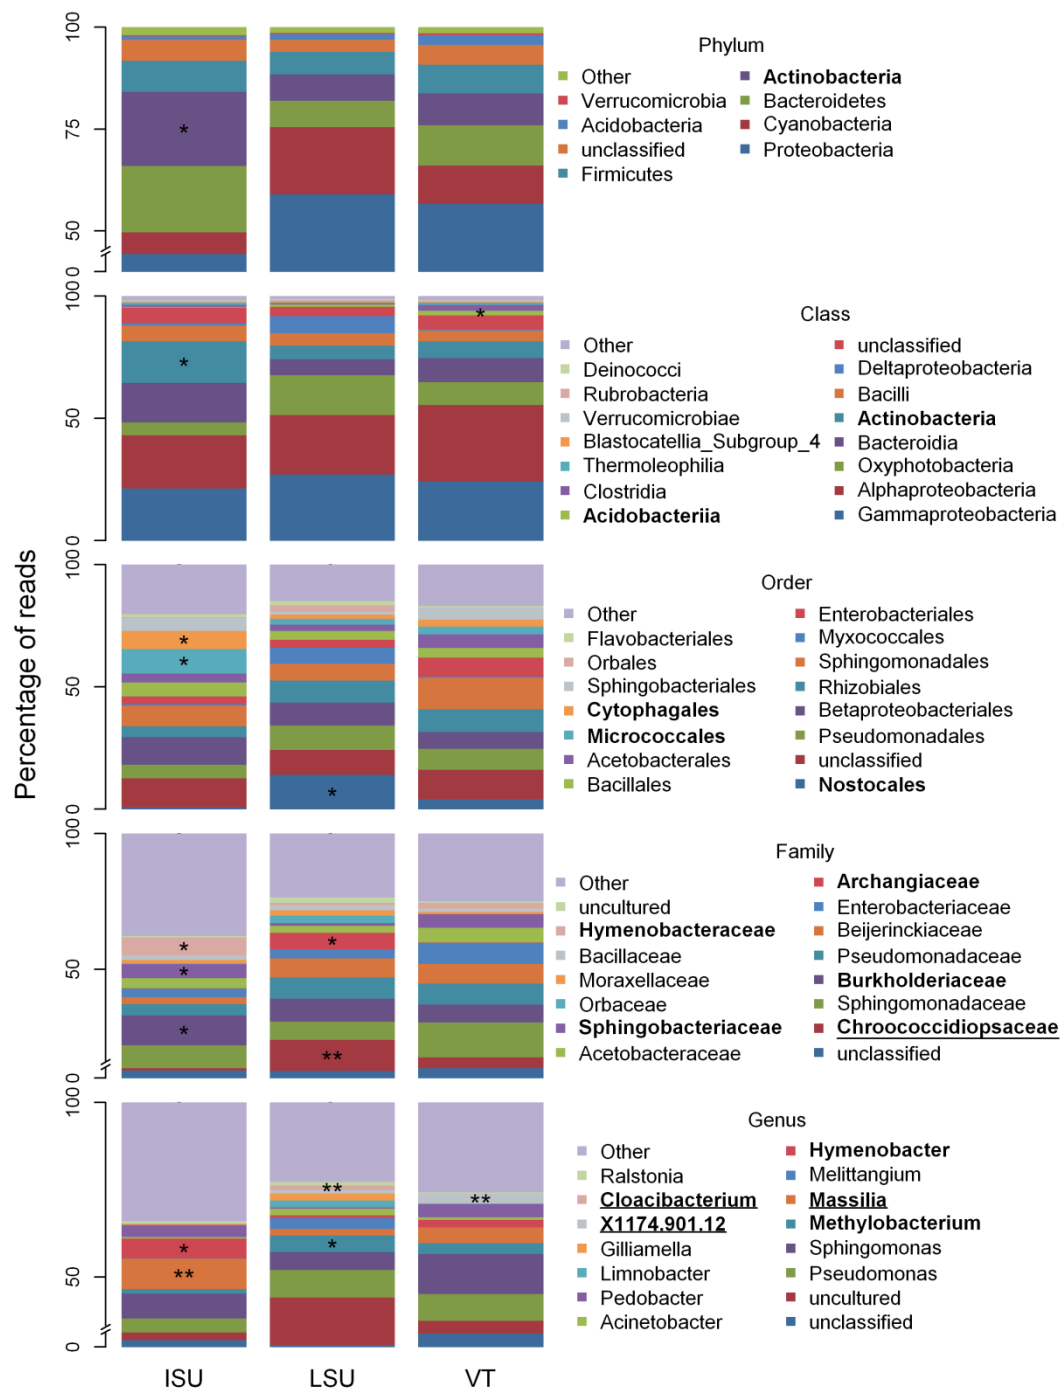 Percentage of reads
100
75
50
0
*
Phylum
Other
Verrucomicrobia
Acidobacteria
unclassified
Firmicutes
Actinobacteria
Bacteroidetes
Cyanobacteria
Proteobacteria
100
50
0
*
*
Class
Other
Deinococci
Rubrobacteria
Verrucomicrobiae
Blastocatellia_Subgroup_4
Thermoleophilia
Clostridia
Acidobacteriia
unclassified
Deltaproteobacteria
Bacilli
Actinobacteria
Bacteroidia
Oxyphotobacteria
Alphaproteobacteria
Gammaproteobacteria
100
50
0
*
*
*
Order
Other
Flavobacteriales
Orbales
Sphingobacteriales
Cytophagales
Micrococcales
Acetobacterales
Bacillales
Enterobacteriales
Myxococcales
Sphingomonadales
Rhizobiales
Betaproteobacteriales
Pseudomonadales
unclassified
Nostocales
100
50
0
*
*
*
*
**
Family
Other
uncultured
Hymenobacteraceae
Bacillaceae
Moraxellaceae
Orbaceae
Sphingobacteriaceae
Acetobacteraceae
Archangiaceae
Enterobacteriaceae
Beijerinckiaceae
Pseudomonadaceae
Burkholderiaceae
Sphingomonadaceae
Chroococcidiopsaceae
unclassified
100
50
0
*
**
**
*
**
Genus
Other
Ralstonia
Cloacibacterium
X1174.901.12
Gilliamella
Limnobacter
Pedobacter
Acinetobacter
Hymenobacter
Melittangium
Massilia
Methylobacterium
Sphingomonas
Pseudomonas
uncultured
unclassified
ISU
LSU
VT